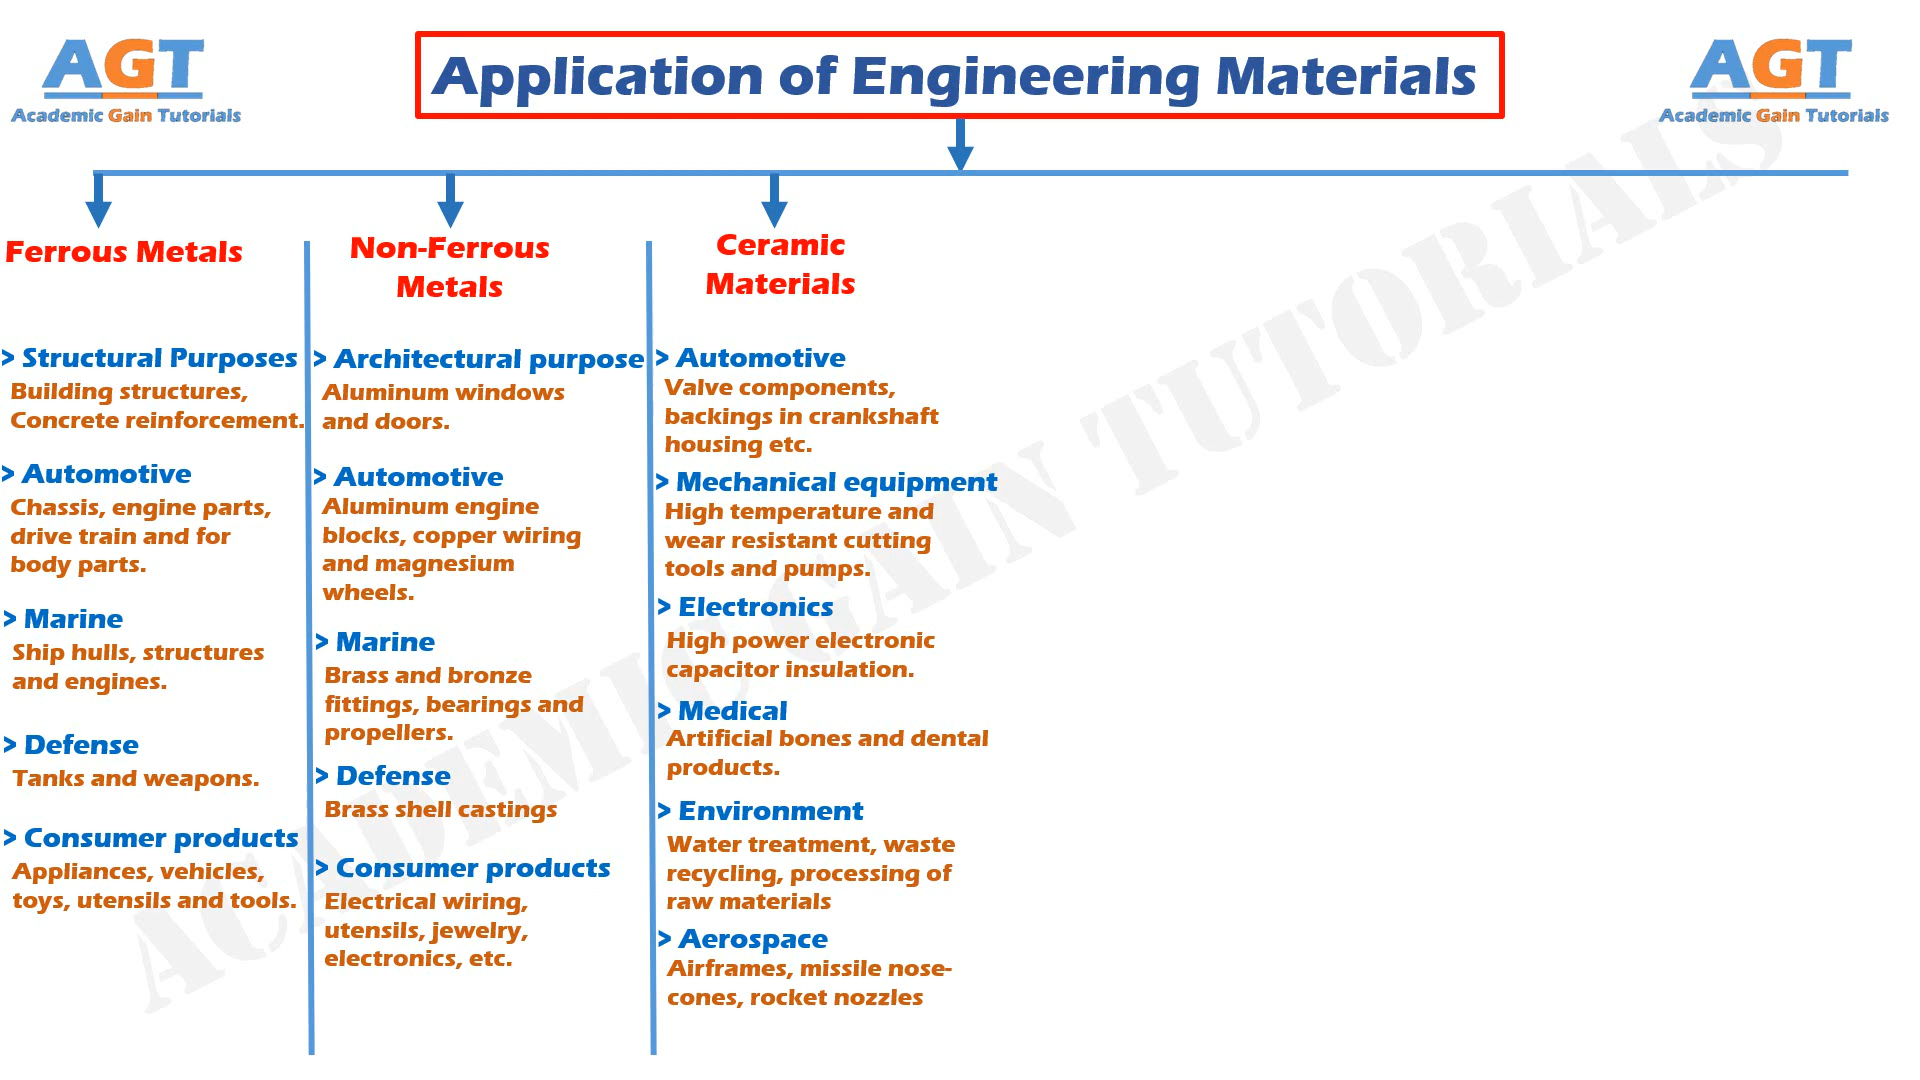 AGT
Academic Gain Tutorials
Application of Engineering Materials
AGT
Academic Gain Tutorials
Ferrous Metals
> Structural Purposes
Building structures,
Concrete reinforcement.
> Automotive
Chassis, engine parts,
drive train and for
body parts.
> Marine
Ship hulls, structures
and engines.
> Defense
Tanks and weapons.
> Consumer products
Appliances, vehicles,
toys, utensils and tools.
Non-Ferrous
Metals
> Architectural purpose
Aluminum windows
and doors.
> Automotive
Aluminum engine
blocks, copper wiring
and magnesium
wheels.
> Marine
Brass and bronze
fittings, bearings and
propellers.
> Defense
Brass shell castings
> Consumer products
Electrical wiring,
utensils, jewelry,
electronics, etc.
Ceramic
Materials
> Automotive
Valve components,
backings in crankshaft
housing etc.
> Mechanical equipment
High temperature and
wear resistant cutting
tools and pumps.
> Electronics
High power electronic
capacitor insulation.
> Medical
Artificial bones and dental
products.
> Environment
Water treatment, waste
recycling, processing of
raw materials
> Aerospace
Airframes, missile nose-
cones, rocket nozzles
ACADEMIC GAIN TUTORIALS